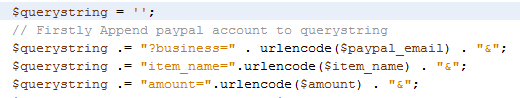 $querystring = '';
// Firstly Append paypal account to querystring
$querystring .= "?business=" . urlencode($paypal_email) . "&";
$querystring .= "item_name=".urlencode($item_name) . "&";
$querystring .= "amount=".urlencode($amount) . "&";